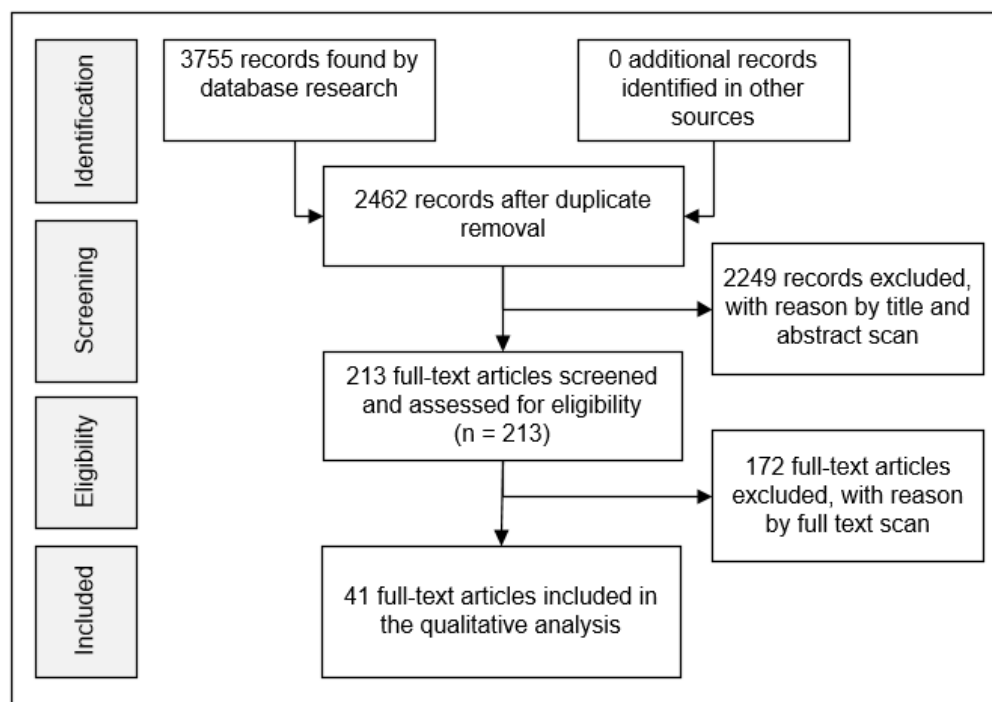 Identification
3755 records found by
database research
0 additional records
identified in other
sources
2462 records after duplicate
removal
Screening
2249 records excluded,
with reason by title and
abstract scan
213 full-text articles screened
and assessed for eligibility
(n = 213)
Eligibility
172 full-text articles
excluded, with reason
by full text scan
Included
41 full-text articles included in
the qualitative analysis